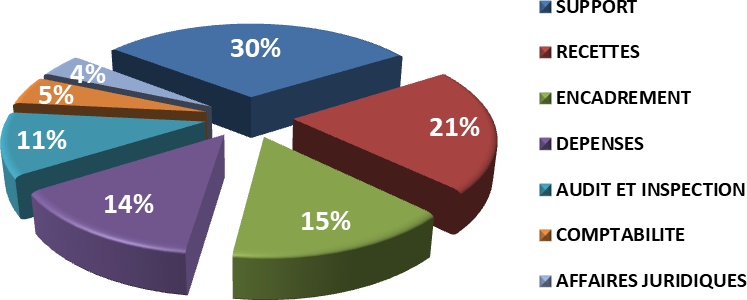 30%
21%
15%
14%
11%
5%
4%
SUPPORT
RECETTES
ENCADREMENT
DEPENSES
AUDIT ET INSPECTION
COMPTABILITE
AFFAIRES JURIDIQUES